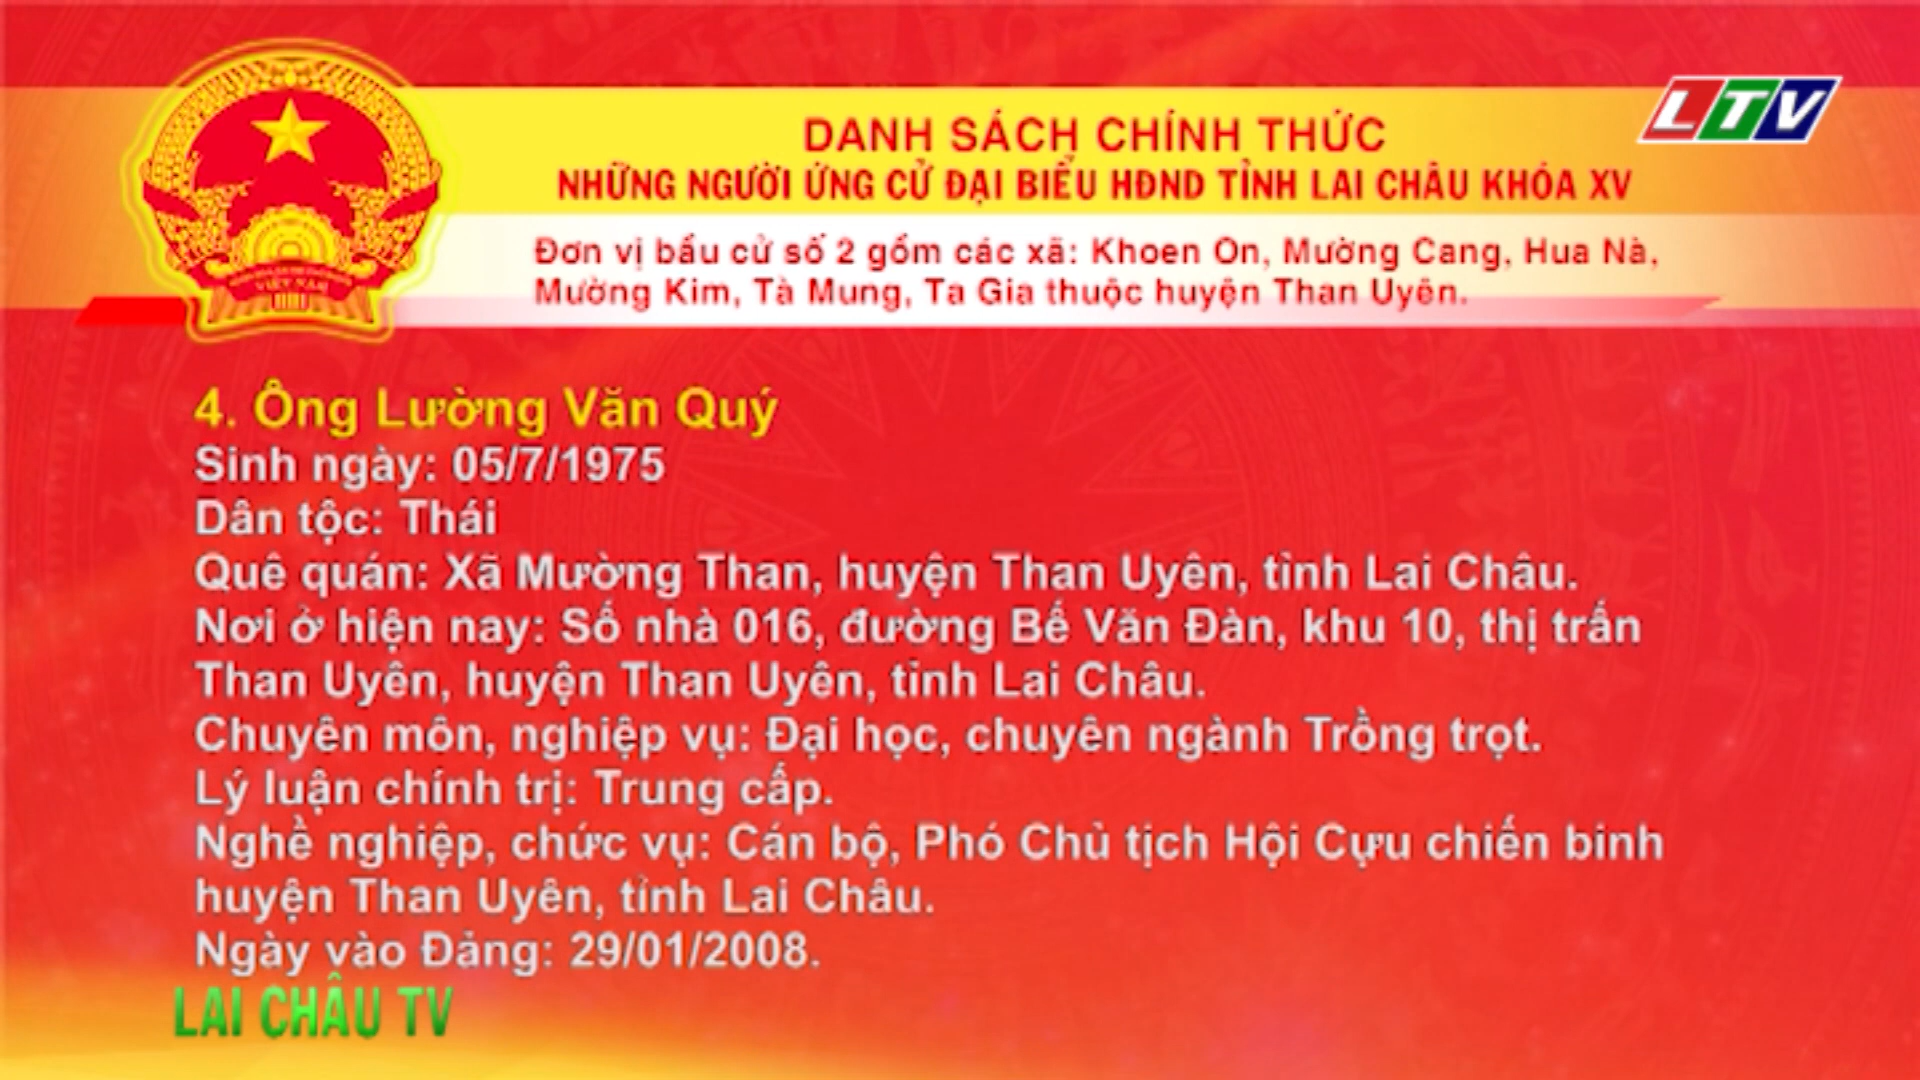 LTV
DANH SÁCH CHÍNH THỨC
NHỮNG NGƯỜI ỨNG CỬ ĐẠI BIỂU HĐND TỈNH LAI CHÂU KHÓA XV
Đơn vị bầu cử số 2 gồm các xã: Khoen On, Mường Cang, Hua Nà,
Mường Kim, Tà Mung, Ta Gia thuộc huyện Than Uyên.
VIỆT NAM
4. Ông Lường Văn Quý
Sinh ngày: 05/7/1975
Dân tộc: Thái
Quê quán: Xã Mường Than, huyện Than Uyên, tỉnh Lai Châu.
Nơi ở hiện nay: Số nhà 016, đường Bế Văn Đàn, khu 10, thị trấn
Than Uyên, huyện Than Uyên, tỉnh Lai Châu.
Chuyên môn, nghiệp vụ: Đại học, chuyên ngành Trồng trọt.
Lý luận chính trị: Trung cấp.
Nghề nghiệp, chức vụ: Cán bộ, Phó Chủ tịch Hội Cựu chiến binh
huyện Than Uyên, tỉnh Lai Châu.
Ngày vào Đảng: 29/01/2008.
LAI CHÂU TV